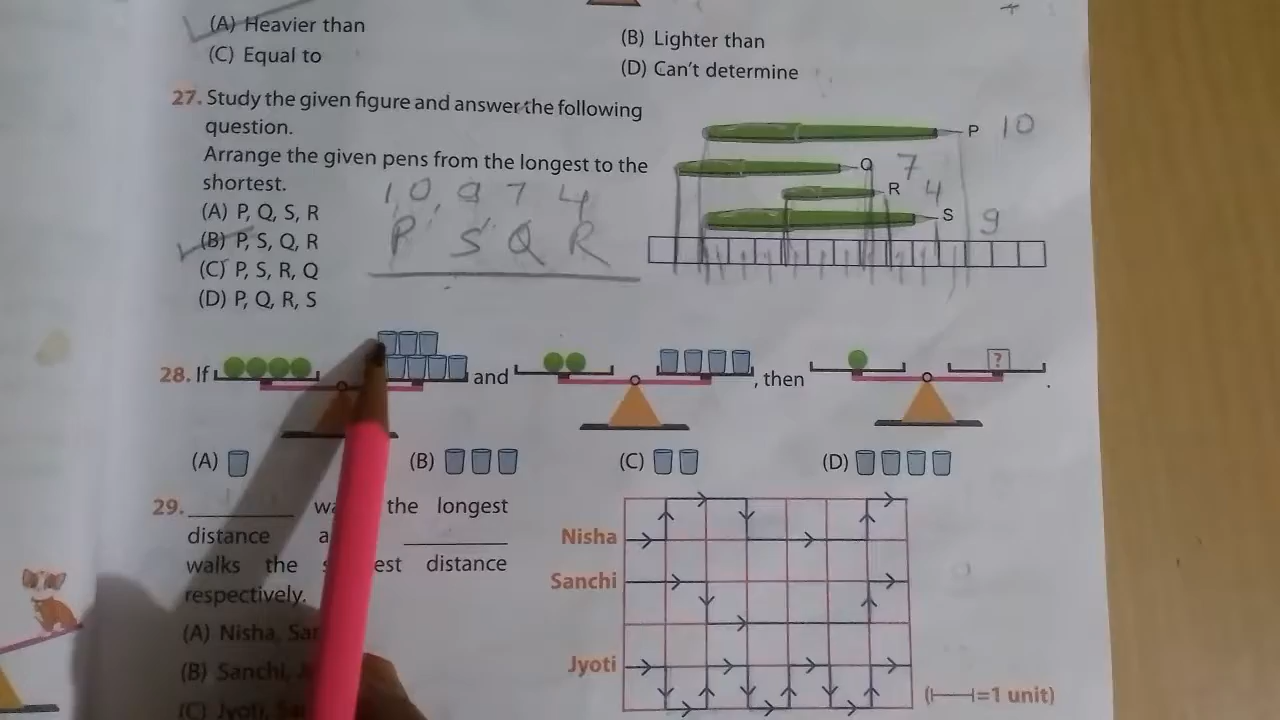 (A) Heavier than
(B) Lighter than
(C) Equal to
(D) Can't determine
27. Study the given figure and answer the following
question.
Arrange the given pens from the longest to the
shortest.
(A) P, Q, S, R
(B) P, S, Q, R
(C) P, S, R, Q
(D) P, Q, R, S
10, 9 7 4
P S Q R
P 10
Q 7
R 4
S 9
28. If and , then ? .
(A) (B) (C) (D)
29. the longest
distance
walks the distance
respectively.
(A) Nisha,
(B) Sanchi,
(C) Jyoti,
Nisha
Sanchi
Jyoti
(=1 unit)